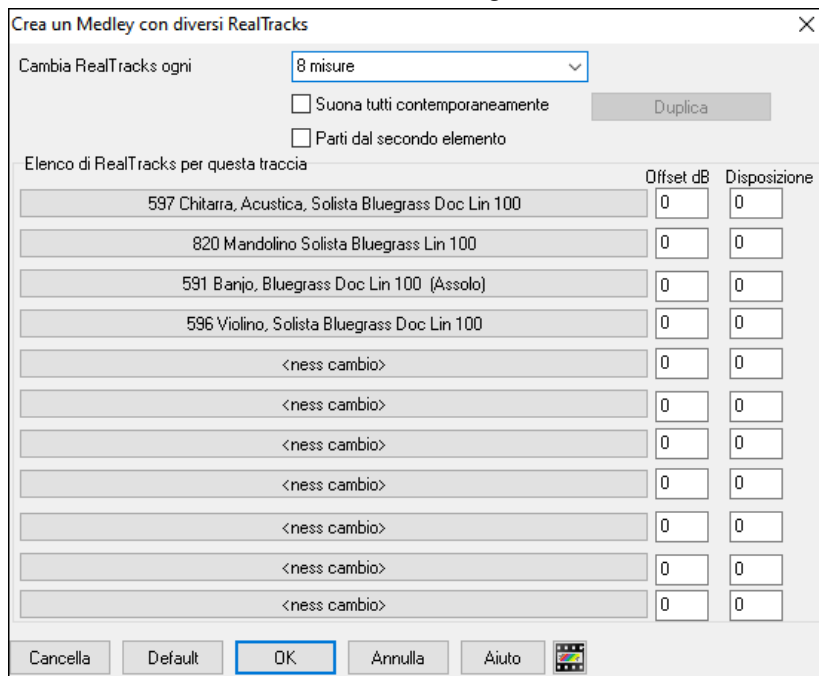 Crea un Medley con diversi RealTracks
Cambia RealTracks ogni 8 misure
Suona tutti contemporaneamente Duplica
Parti dal secondo elemento
Elenco di RealTracks per questa traccia Offset dB Disposizione
597 Chitarra, Acustica, Solista Bluegrass Doc Lin 100 0 0
820 Mandolino Solista Bluegrass Lin 100 0 0
591 Banjo, Bluegrass Doc Lin 100 (Assolo) 0 0
596 Violino, Solista Bluegrass Doc Lin 100 0 0
<ness cambio> 0 0
<ness cambio> 0 0
<ness cambio> 0 0
<ness cambio> 0 0
<ness cambio> 0 0
<ness cambio> 0 0
<ness cambio> 0 0
Cancella Default OK Annulla Aiuto